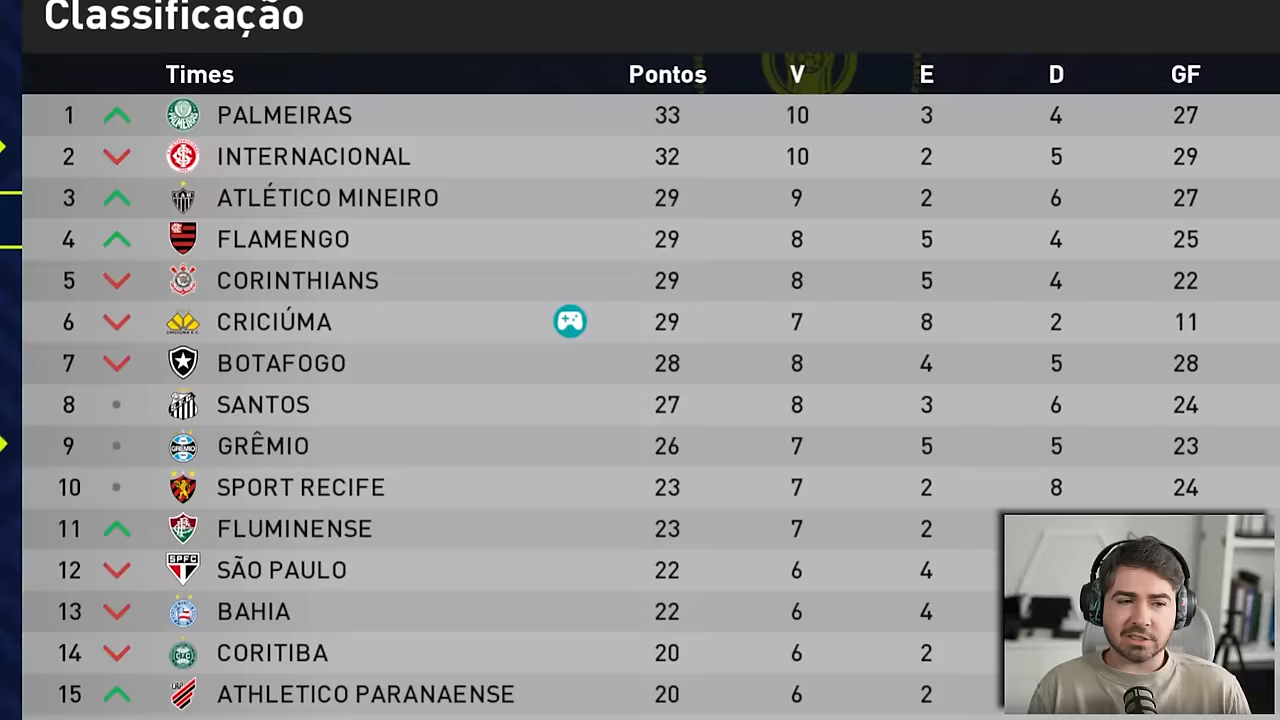 Classificação
Times Pontos V E D GF
1 PALMEIRAS 33 10 3 4 27
2 INTERNACIONAL 32 10 2 5 29
3 ATLÉTICO MINEIRO 29 9 2 6 27
4 FLAMENGO 29 8 5 4 25
5 CORINTHIANS 29 8 5 4 22
6 CRICIÚMA 29 7 8 2 11
7 BOTAFOGO 28 8 4 5 28
8 SANTOS 27 8 3 6 24
9 GRÊMIO 26 7 5 5 23
10 SPORT RECIFE 23 7 2 8 24
11 FLUMINENSE 23 7 2
12 SPFC SÃO PAULO 22 6 4
13 BAHIA 22 6 4
14 CORITIBA 20 6 2
15 ATHLETICO PARANAENSE 20 6 2